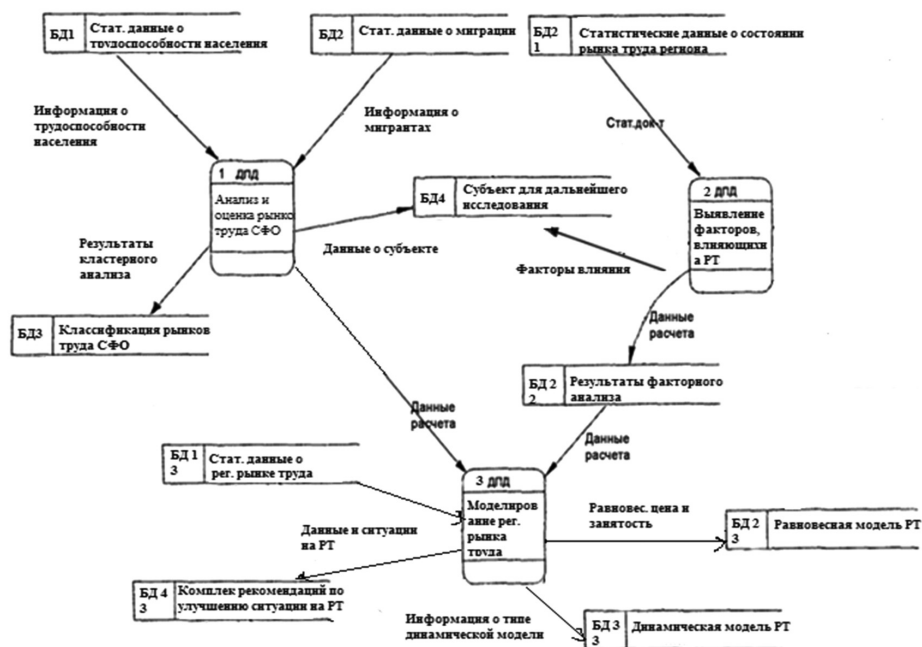 БД1
Стат. данные о
трудоспособности населения
БД2
Стат. данные о миграции
БД2
1
Статистические данные о состоянии
рынка труда региона
Информация о
трудоспособности
населения
Информация о
мигрантах
Стат.док-т
1 ДПД
Анализ и
оценка рынко
труда СФО
БД4
Субъект для дальнейшего
исследования
2 ДПД
Выявление
факторов,
влияющихн
а РТ
Результаты
кластерного
анализа
Данные о субъекте
Факторы влияния
БД3
Классификация рынков
труда СФО
Данные
расчета
БД 2
2
Результаты факторного
анализа
Данные
расчета
Данные
расчета
БД 1
3
Стат. данные о
рег. рынке труда
3 ДПД
Моделиров
ание рег.
рынка
труда
Равновес. цена и
занятость
БД 2
3
Равновесная модель РТ
Данные и ситуации
на РТ
БД 4
3
Комплек рекомендаций по
улучшению ситуации на РТ
Информация о типе
динамической модели
БД 3
3
Динамическая модель РТ